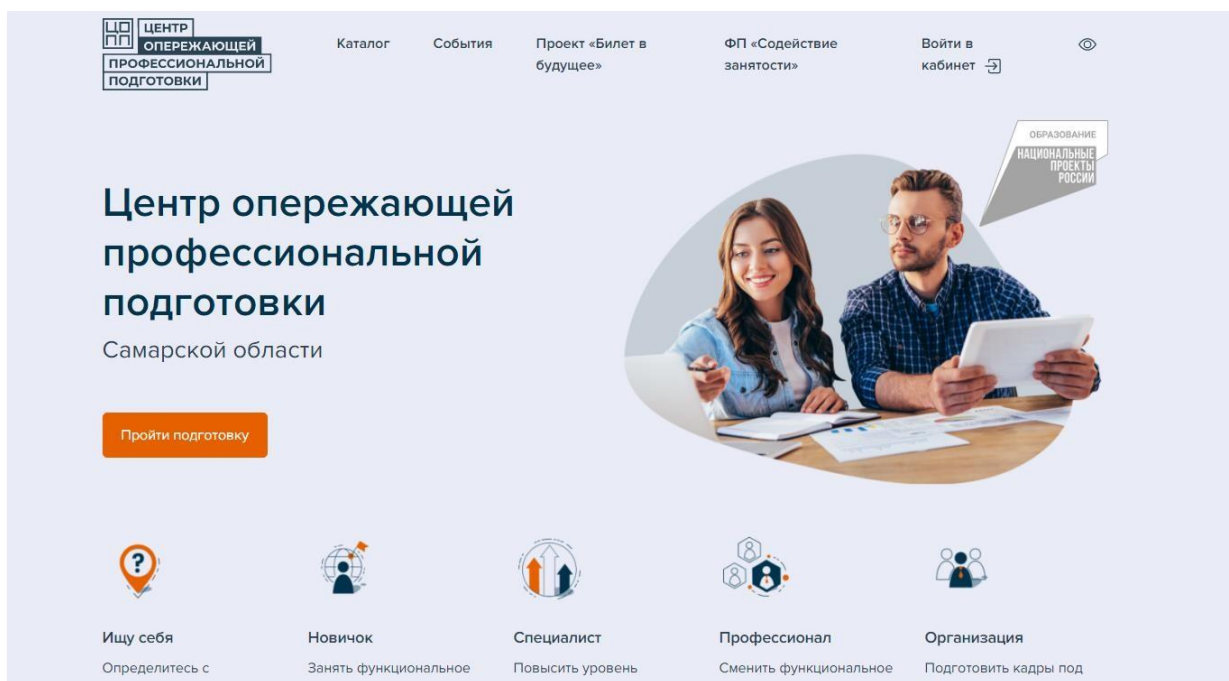 ЦО
ПП
ЦЕНТР
ОПЕРЕЖАЮЩЕЙ
ПРОФЕССИОНАЛЬНОЙ
ПОДГОТОВКИ
Каталог
События
Проект «Билет в
будущее»
ФП «Содействие
занятости»
Войти в
кабинет
ОБРАЗОВАНИЕ
НАЦИОНАЛЬНЫЕ
ПРОЕКТЫ
РОССИИ
Центр опережающей
профессиональной
подготовки
Самарской области
Пройти подготовку
?
Ищу себя
Определитесь с
Новичок
Занять функциональное
Специалист
Повысить уровень
Профессионал
Сменить функциональное
Организация
Подготовить кадры под